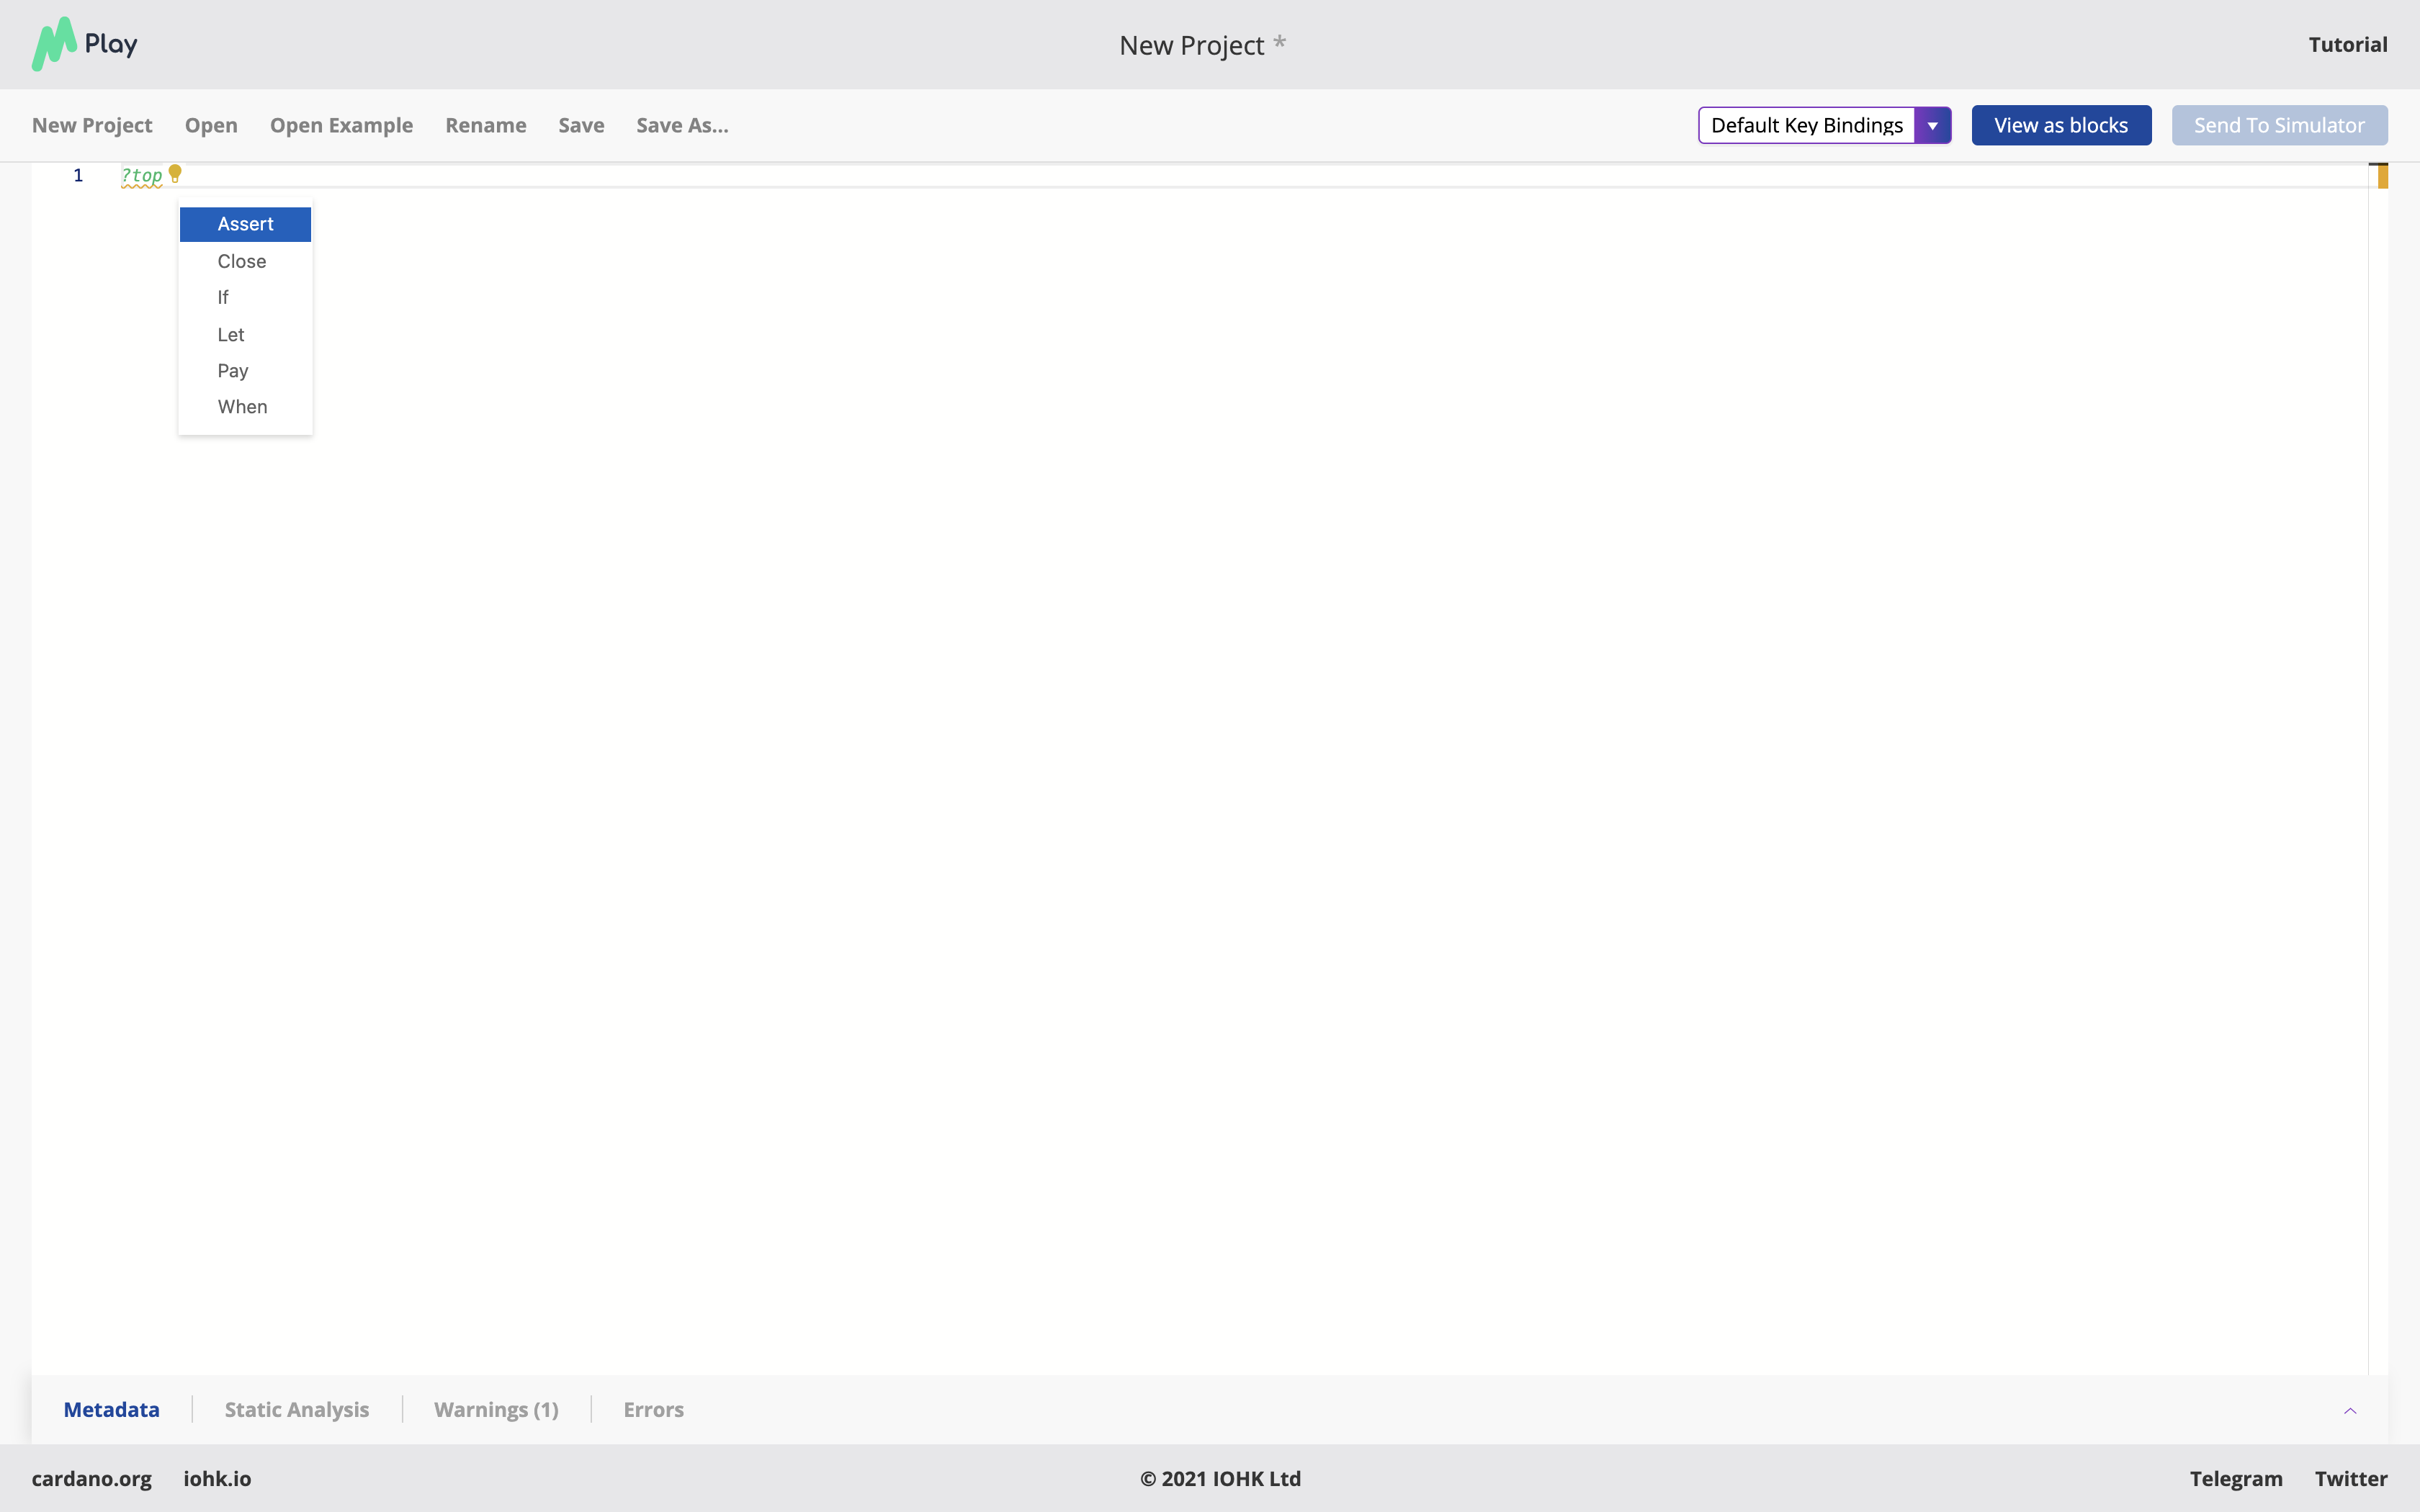 Play
New Project *
Tutorial
New Project Open Open Example Rename Save Save As...
Default Key Bindings View as blocks Send To Simulator
1 ?top
Assert
Close
If
Let
Pay
When
Metadata Static Analysis Warnings (1) Errors
cardano.org iohk.io © 2021 IOHK Ltd Telegram Twitter